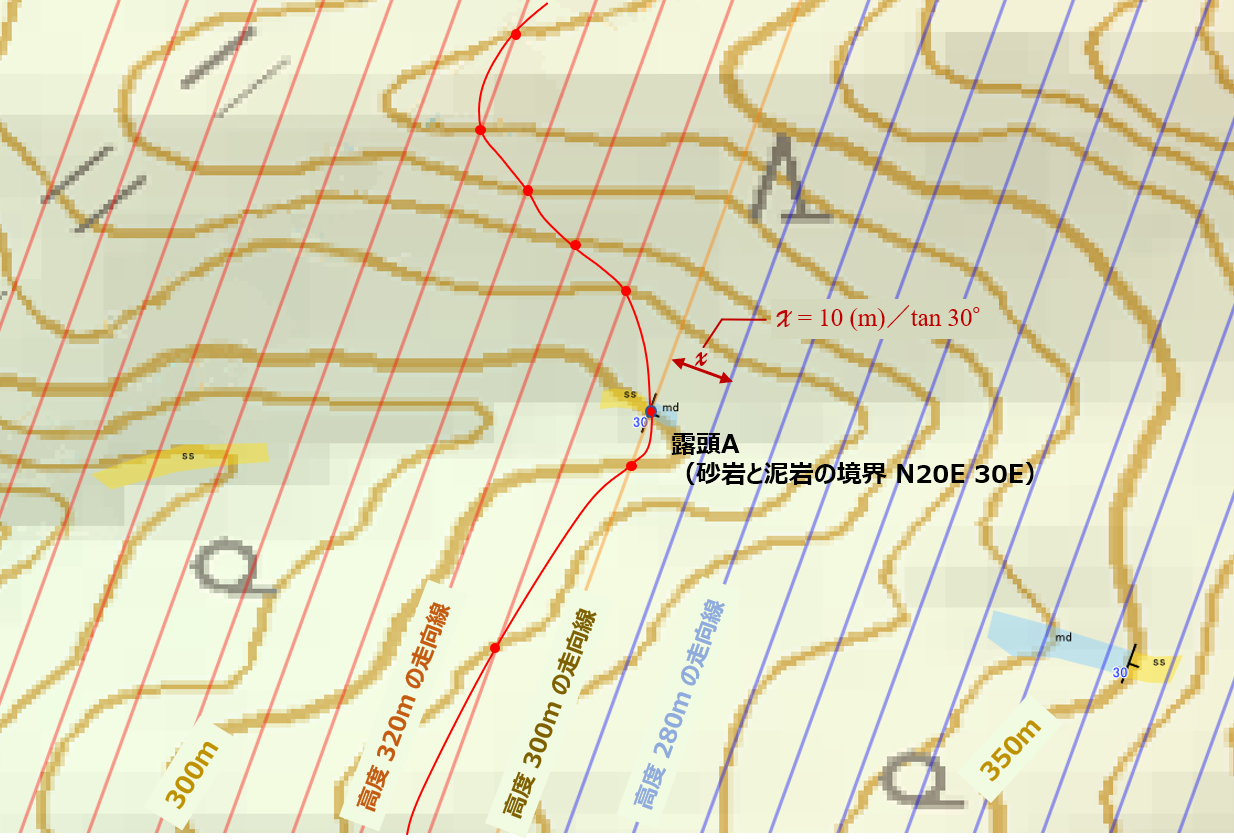 𝓍 = 10 (m)／tan 30°
𝓍
ss
md
30
露頭A
（砂岩と泥岩の境界 N20E 30E）
ss
md
ss
30
300m
高度 320m の走向線
高度 300m の走向線
高度 280m の走向線
350m